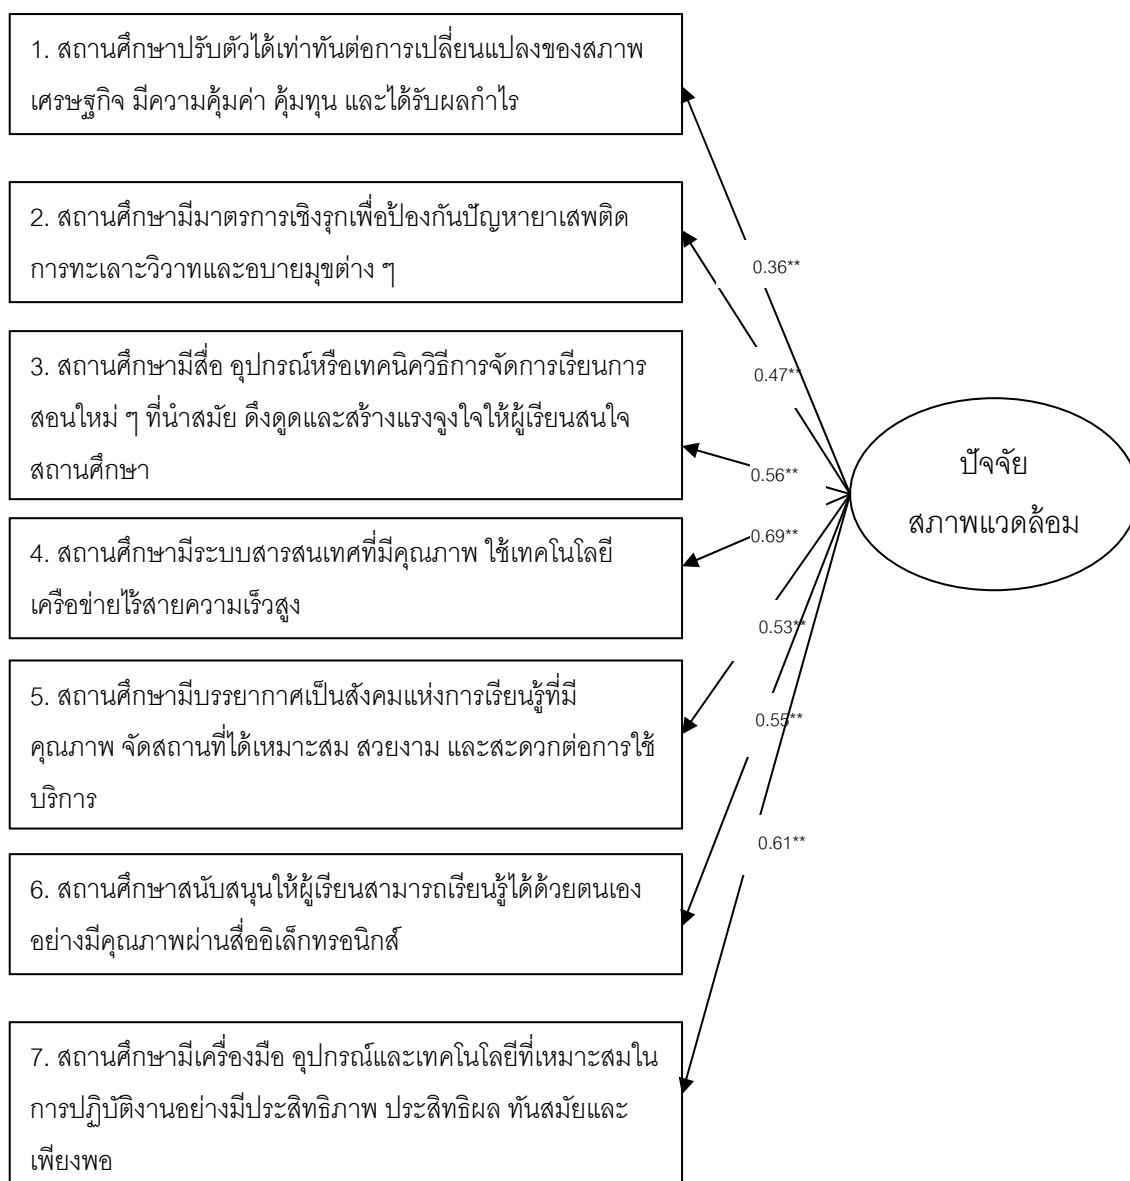 1. สถานศึกษาปรับตัวได้เท่าทันต่อการเปลี่ยนแปลงของสภาพ
เศรษฐกิจ มีความคุ้มค่า คุ้มทุน และได้รับผลกำไร
2. สถานศึกษามีมาตรการเชิงรุกเพื่อป้องกันปัญหายาเสพติด
การทะเลาะวิวาทและอบายมุขต่าง ๆ
3. สถานศึกษามีสื่อ อุปกรณ์หรือเทคนิควิธีการจัดการเรียนการ
สอนใหม่ ๆ ที่นำสมัย ดึงดูดและสร้างแรงจูงใจให้ผู้เรียนสนใจ
สถานศึกษา
4. สถานศึกษามีระบบสารสนเทศที่มีคุณภาพ ใช้เทคโนโลยี
เครือข่ายไร้สายความเร็วสูง
5. สถานศึกษามีบรรยากาศเป็นสังคมแห่งการเรียนรู้ที่มี
คุณภาพ จัดสถานที่ได้เหมาะสม สวยงาม และสะดวกต่อการใช้
บริการ
6. สถานศึกษาสนับสนุนให้ผู้เรียนสามารถเรียนรู้ได้ด้วยตนเอง
อย่างมีคุณภาพผ่านสื่ออิเล็กทรอนิกส์
7. สถานศึกษามีเครื่องมือ อุปกรณ์และเทคโนโลยีที่เหมาะสมใน
การปฏิบัติงานอย่างมีประสิทธิภาพ ประสิทธิผล ทันสมัยและ
เพียงพอ
0.36**
0.47**
0.56**
0.69**
0.53**
0.55**
0.61**
ปัจจัย
สภาพแวดล้อม